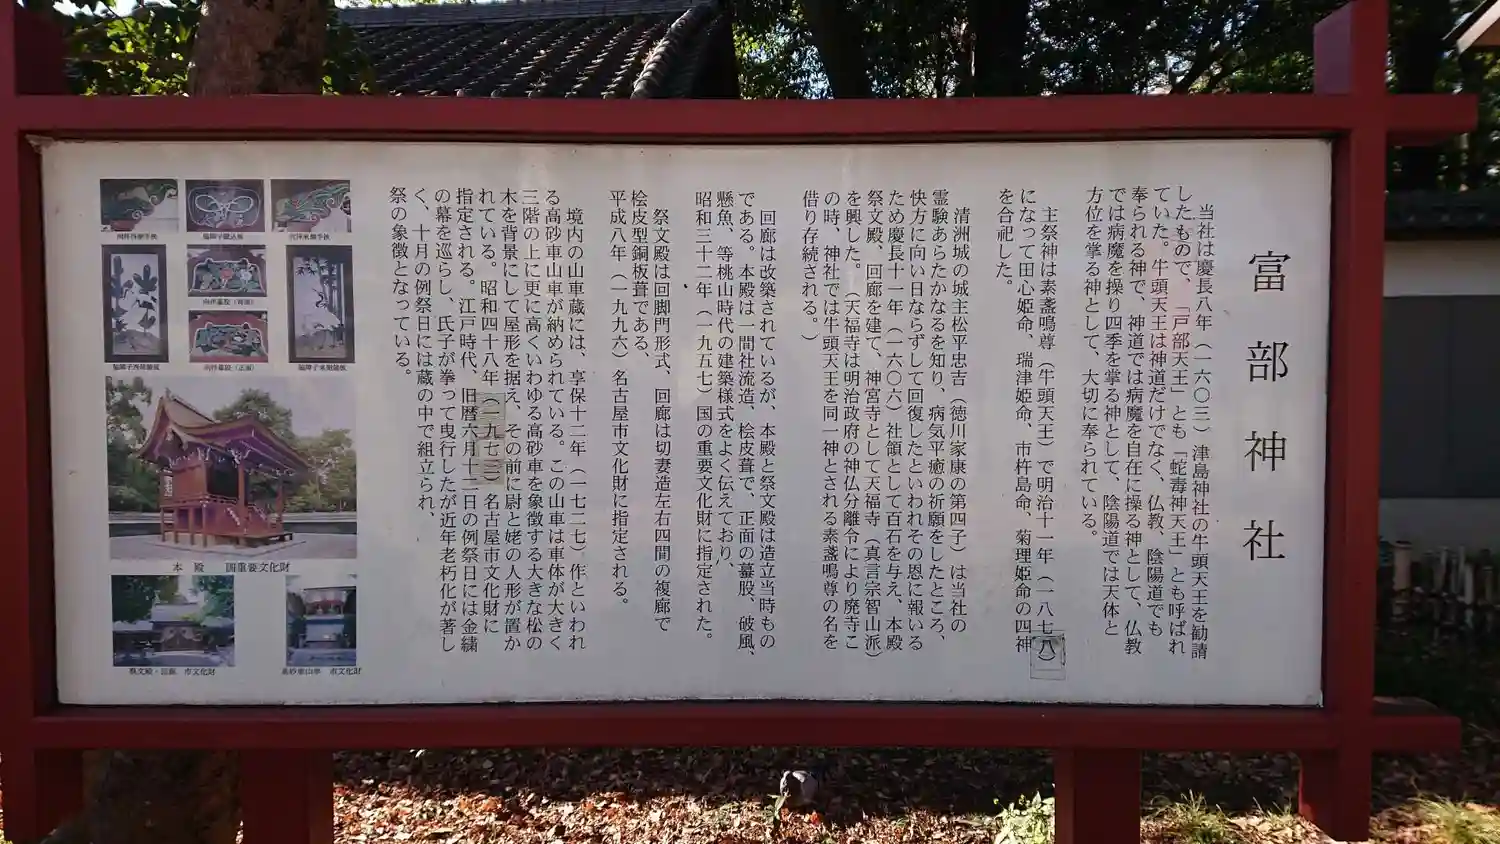 富部神社
当社は慶長八年（一六〇三）津島神社の牛頭天王を勧請
したもので、「戸部天王」とも「蛇毒神天王」とも呼ばれ
ていた。牛頭天王は神道だけでなく、仏教、陰陽道でも
奉られる神で、神道では病魔を自在に操る神として、仏教
では病魔を操り四季を掌る神として、陰陽道では天体と
方位を掌る神として、大切に奉られている。
主祭神は素盞鳴尊（牛頭天王）で明治十一年（一八七八）
になって田心姫命、瑞津姫命、市杵島命、菊理姫命の四神
を合祀した。
清洲城の城主松平忠吉（徳川家康の第四子）は当社の
霊験あらたかなるを知り、病気平癒の祈願をしたところ、
快方に向い日ならずして回復したといわれその恩に報いる
ため慶長十一年（一六〇六）社領として百石を与え、本殿
祭文殿、回廊を建て、神宮寺として天福寺（真言宗智山派）
を興した。（天福寺は明治政府の神仏分離令により廃寺こ
の時、神社では牛頭天王を同一神とされる素盞鳴尊の名を
借り存続される。）
回廊は改築されているが、本殿と祭文殿は造立当時もの
である。本殿は一間社流造、桧皮葺で、正面の蟇股、破風、
懸魚、等桃山時代の建築様式をよく伝えており、
昭和三十二年（一九五七）国の重要文化財に指定された。
祭文殿は回脚門形式、回廊は切妻造左右四間の複廊で
桧皮型銅板葺である、
平成八年（一九九六）名古屋市文化財に指定される。
境内の山車蔵には、享保十二年（一七二七）作といわれ
る高砂車山車が納められている。この山車は車体が大きく
三階の上に更に高くいわゆる高砂車を象徴する大きな松の
木を背景にして屋形を据え、その前に尉と姥の人形が置か
れている。昭和四十八年（一九七三）名古屋市文化財に
指定される。江戸時代、旧暦六月十二日の例祭日には金繍
の幕を巡らし、氏子が拳って曳行したが近年老朽化が著し
く、十月の例祭日には蔵の中で組立られ、
祭の象徴となっている。
本殿　国重要文化財
祭文殿・回廊　市文化財
高砂車山車　市文化財